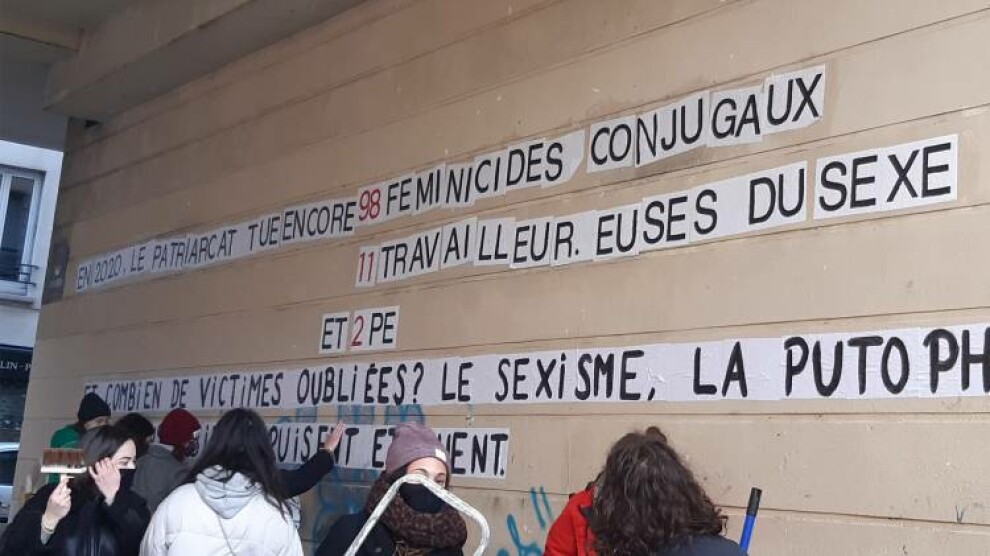 EN 2020, LE PATRIARCAT TUE ENCORE 98 FEMINICIDES CONJUGAUX
11 TRAVAILLEUR.EUSES DU SEXE
ET 2 PE
ET COMBIEN DE VICTIMES OUBLIÉES? LE SEXISME, LA PUTOPH